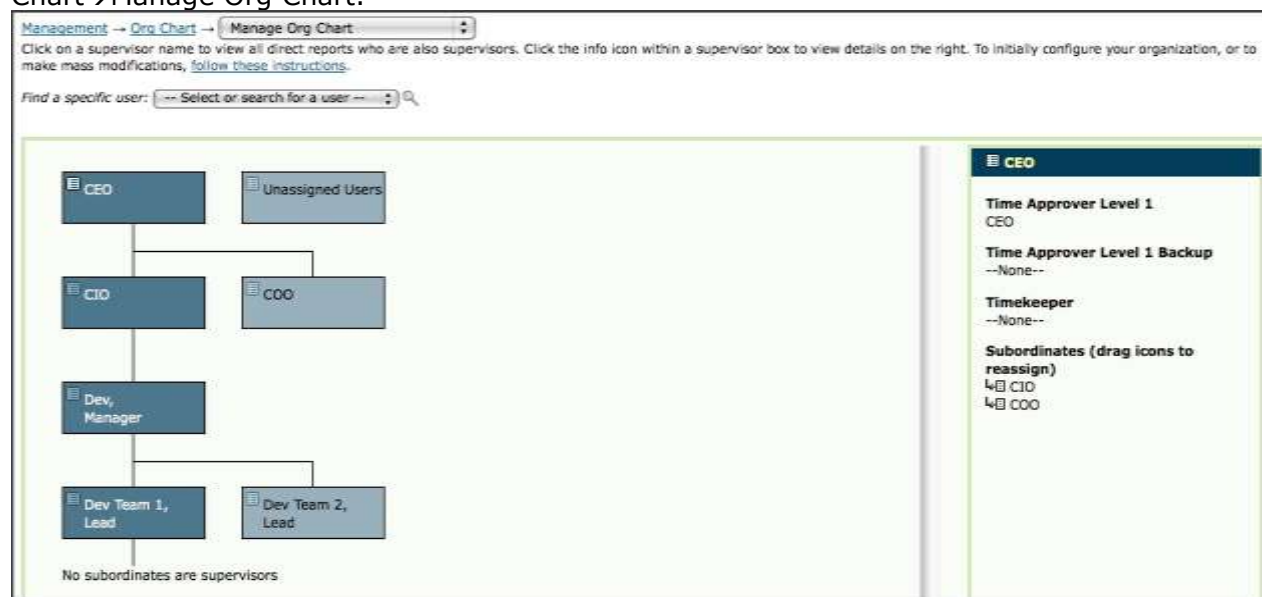 Chart→Manage Org Chart.
Management → Org Chart → Manage Org Chart
Click on a supervisor name to view all direct reports who are also supervisors. Click the info icon within a supervisor box to view details on the right. To initially configure your organization, or to
make mass modifications, follow these instructions.
Find a specific user: -- Select or search for a user --
CEO
Unassigned Users
CIO
COO
Dev,
Manager
Dev Team 1,
Lead
Dev Team 2,
Lead
No subordinates are supervisors
CEO
Time Approver Level 1
CEO
Time Approver Level 1 Backup
--None--
Timekeeper
--None--
Subordinates (drag icons to
reassign)
CIO
COO